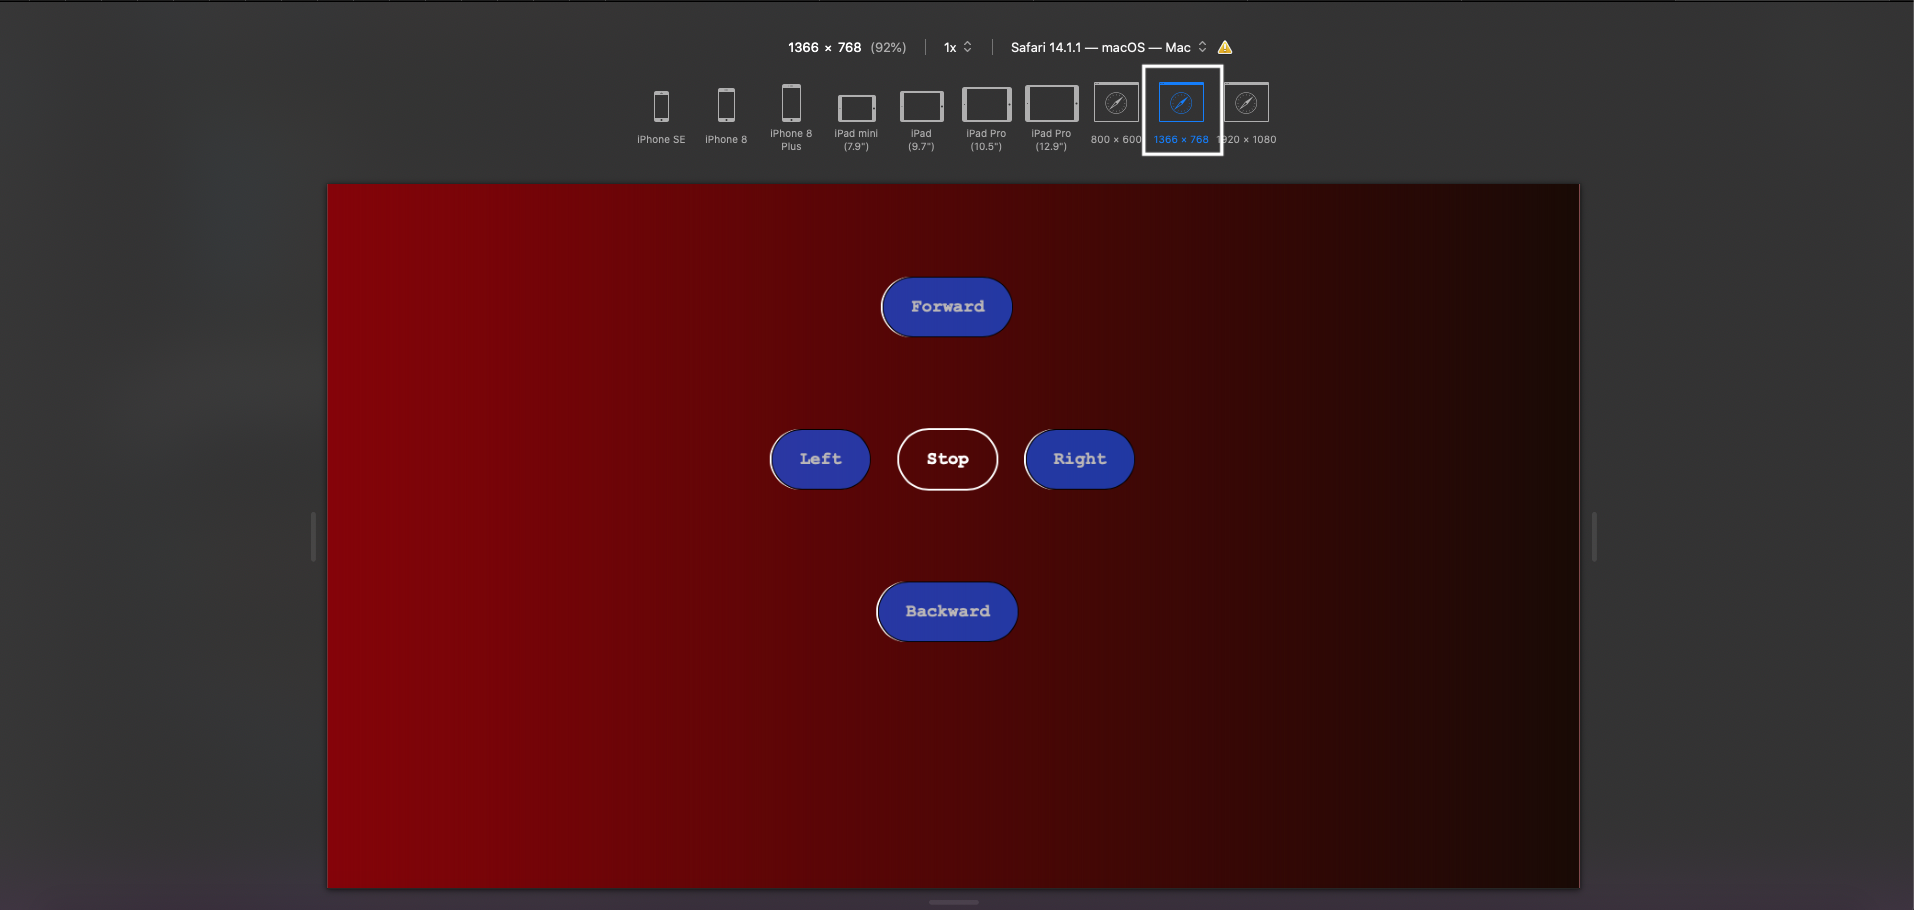 1366 × 768 (92%) 1x Safari 14.1.1 — macOS — Mac
iPhone SE
iPhone 8
iPhone 8
Plus
iPad mini
(7.9")
iPad
(9.7")
iPad Pro
(10.5")
iPad Pro
(12.9")
800 × 600
1366 × 768
1920 × 1080
Forward
Left Stop Right
Backward